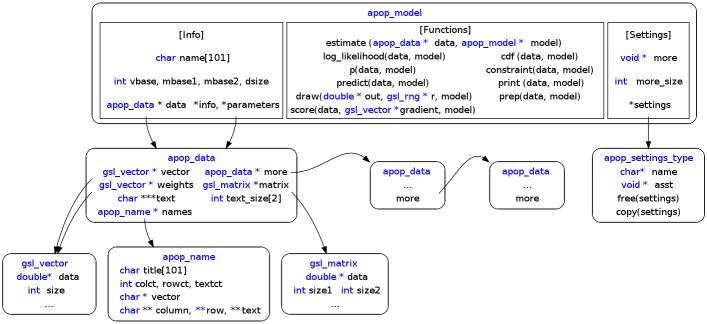 apop_model
[Info]
char name[101]
int vbase, mbase1, mbase2, dsize
apop_data * data *info, *parameters
[Functions]
estimate (apop_data * data, apop_model * model)
log_likelihood(data, model) cdf (data, model)
p(data, model) constraint(data, model)
predict(data, model) print (data, model)
draw(double * out, gsl_rng * r, model) prep(data, model)
score(data, gsl_vector *gradient, model)
[Settings]
void * more
int more_size
*settings
apop_data
gsl_vector * vector apop_data * more
gsl_vector * weights gsl_matrix *matrix
char ***text int text_size[2]
apop_name * names
apop_data
...
more
apop_data
...
more
apop_settings_type
char* name
void * asst
free(settings)
copy(settings)
gsl_vector
double* data
int size
...
apop_name
char title[101]
int colct, rowct, textct
char * vector
char ** column, **row, ** text
gsl_matrix
double * data
int size1 int size2
...